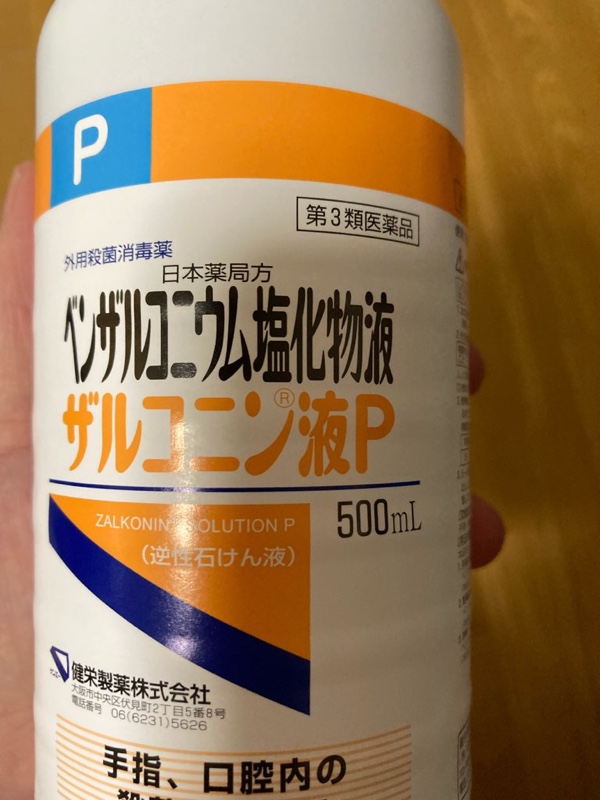 P
第3類医薬品
外用殺菌消毒薬
日本薬局方
ベンザルコニウム塩化物液
ザルコニン®液P
ZALKONIN SOLUTION P
500mL
(逆性石けん液)
健栄製薬株式会社
大阪市中央区伏見町2丁目5番8号
電話番号 06(6231)5626
手指、口腔内の